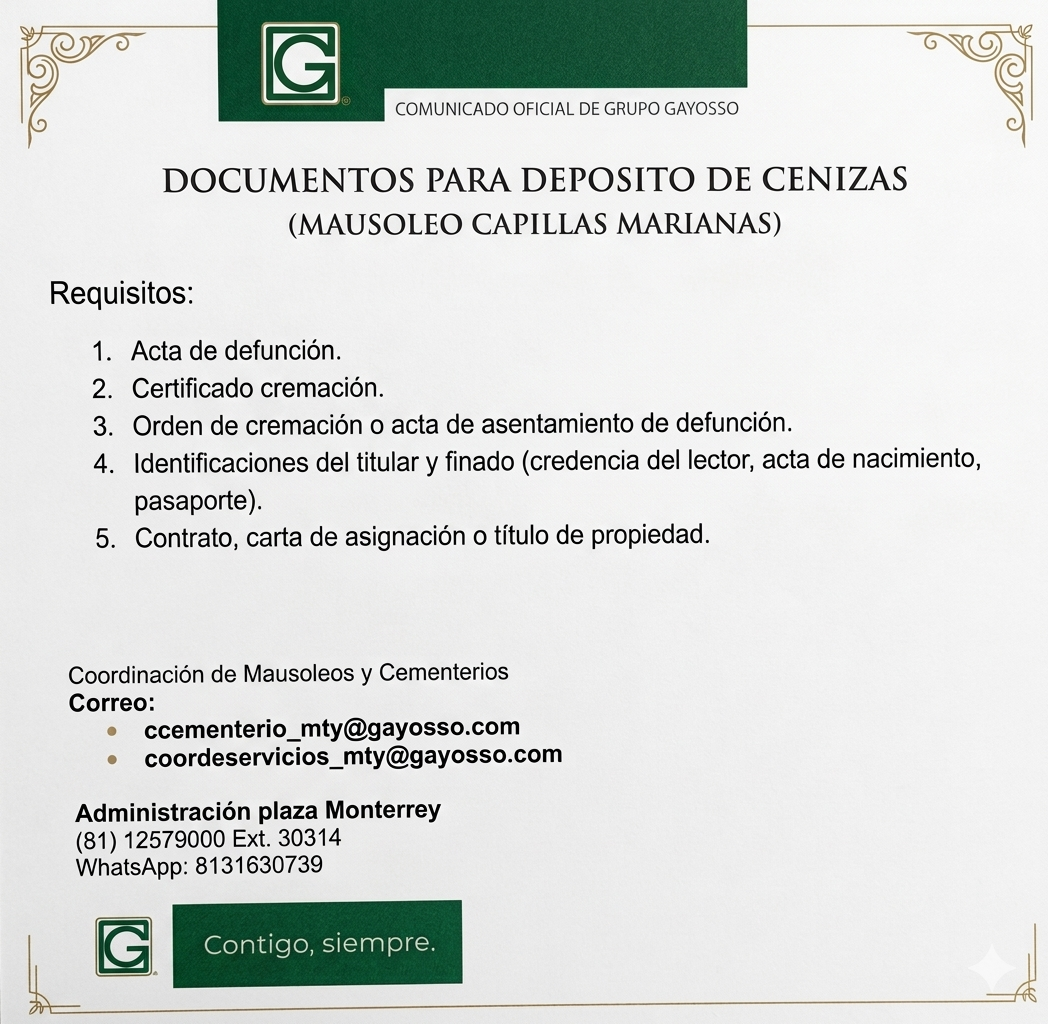 G
COMUNICADO OFICIAL DE GRUPO GAYOSSO
DOCUMENTOS PARA DEPOSITO DE CENIZAS
(MAUSOLEO CAPILLAS MARIANAS)
Requisitos:
1. Acta de defunción.
2. Certificado cremación.
3. Orden de cremación o acta de asentamiento de defunción.
4. Identificaciones del titular y finado (credencia del lector, acta de nacimiento,
pasaporte).
5. Contrato, carta de asignación o título de propiedad.
Coordinación de Mausoleos y Cementerios
Correo:
• ccementerio_mty@gayosso.com
• coordeservicios_mty@gayosso.com
Administración plaza Monterrey
(81) 12579000 Ext. 30314
WhatsApp: 8131630739
G
Contigo, siempre.